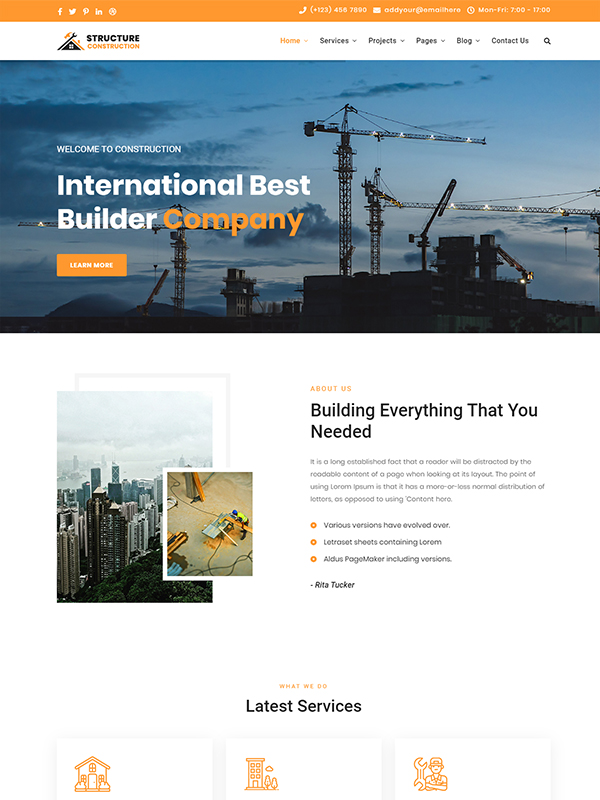 (+123) 456 7890 addyour@emailhere Mon-Fri: 7:00 - 17:00
STRUCTURE
CONSTRUCTION
Home Services Projects Pages Blog Contact Us
WELCOME TO CONSTRUCTION
International Best
Builder Company
LEARN MORE
ABOUT US
Building Everything That You
Needed
It is a long established fact that a reader will be distracted by the
readable content of a page when looking at its layout. The point of
using Lorem Ipsum is that it has a more-or-less normal distribution of
letters, as opposed to using 'Content here.
Various versions have evolved over.
Letraset sheets containing Lorem
Aldus PageMaker including versions.
- Rita Tucker
WHAT WE DO
Latest Services